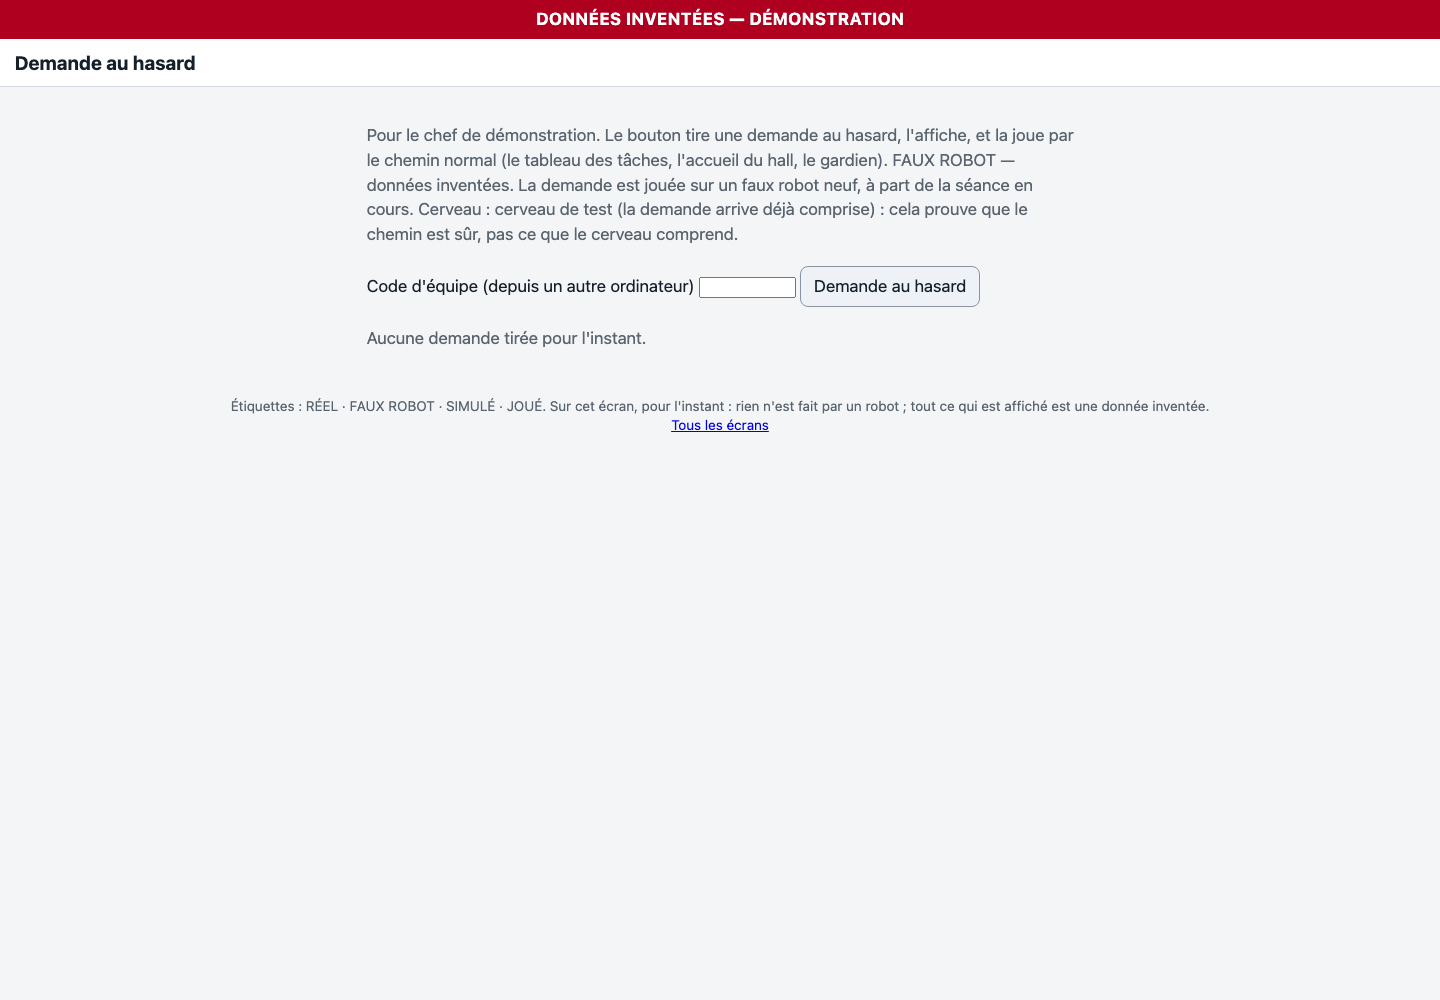 DONNÉES INVENTÉES — DÉMONSTRATION
Demande au hasard
Pour le chef de démonstration. Le bouton tire une demande au hasard, l'affiche, et la joue par
le chemin normal (le tableau des tâches, l'accueil du hall, le gardien). FAUX ROBOT —
données inventées. La demande est jouée sur un faux robot neuf, à part de la séance en
cours. Cerveau : cerveau de test (la demande arrive déjà comprise) : cela prouve que le
chemin est sûr, pas ce que le cerveau comprend.
Code d'équipe (depuis un autre ordinateur) Demande au hasard
Aucune demande tirée pour l'instant.
Étiquettes : RÉEL · FAUX ROBOT · SIMULÉ · JOUÉ. Sur cet écran, pour l'instant : rien n'est fait par un robot ; tout ce qui est affiché est une donnée inventée.
Tous les écrans